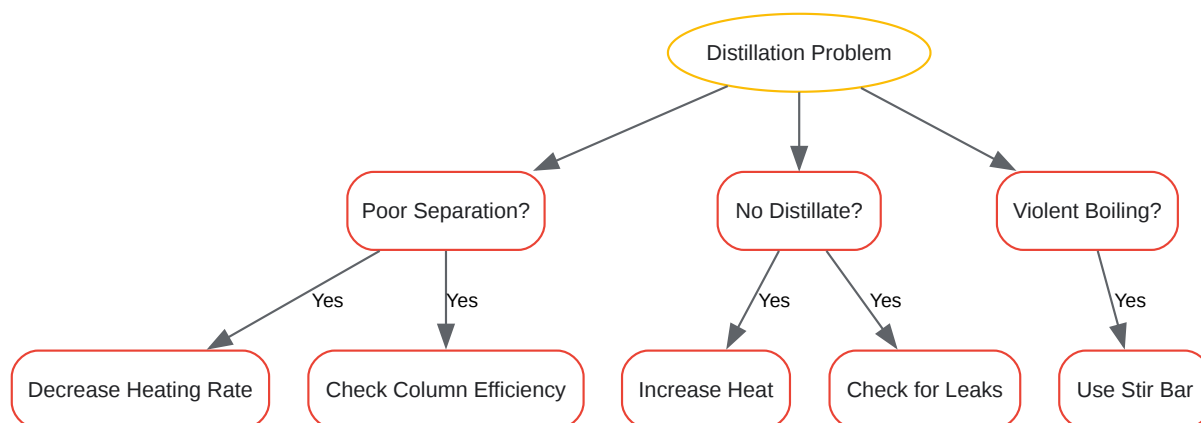 Distillation Problem
Poor Separation?
No Distillate?
Violent Boiling?
Yes
Yes
Yes
Yes
Yes
Decrease Heating Rate
Check Column Efficiency
Increase Heat
Check for Leaks
Use Stir Bar